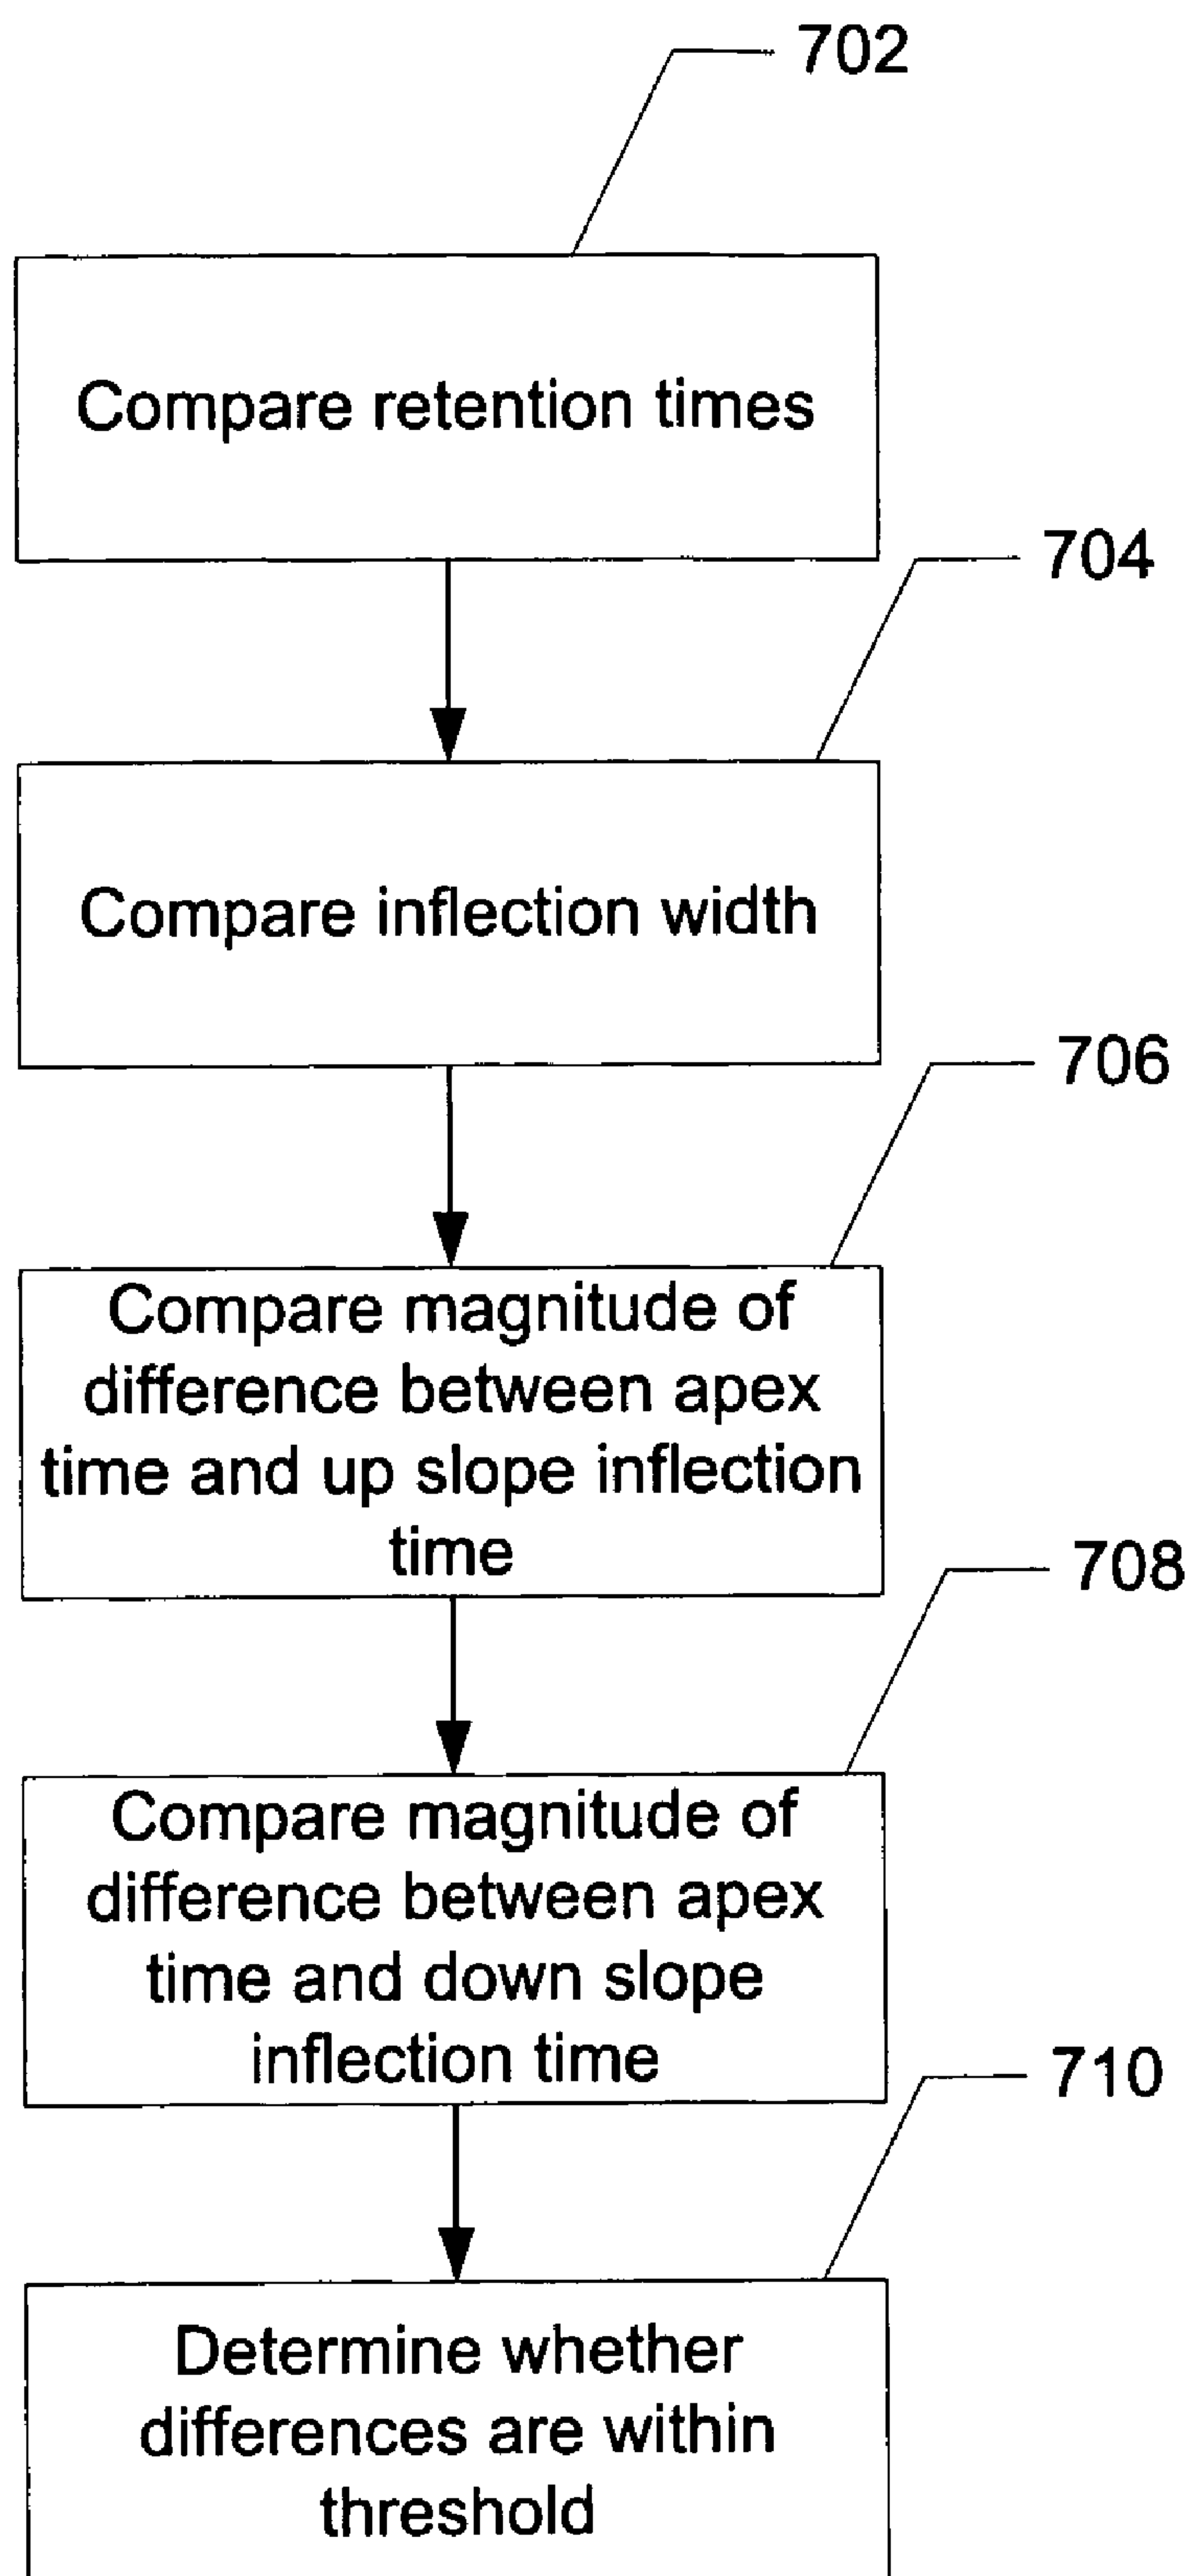 702
Compare retention times
704
Compare inflection width
706
Compare magnitude of
difference between apex
time and up slope inflection
time
708
Compare magnitude of
difference between apex
time and down slope
inflection time
710
Determine whether
differences are within
threshold